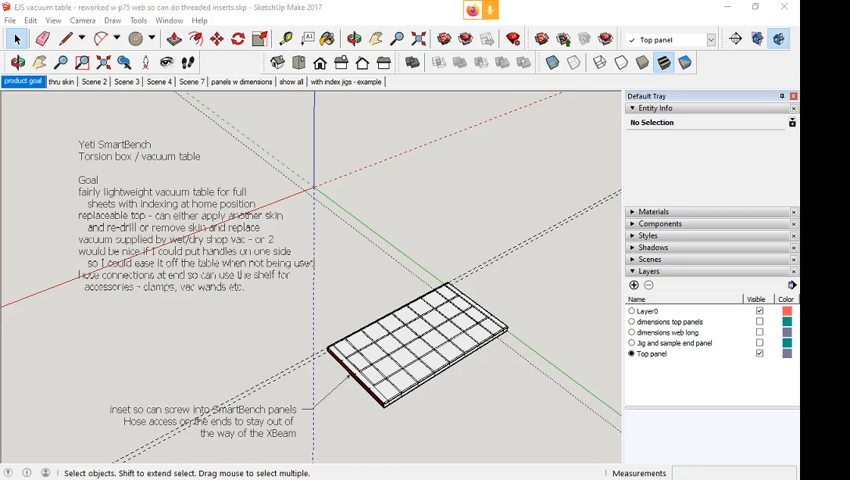 EJS vacuum table - reworked w p75 web so can do threaded inserts.skp - SketchUp Make 2017
File Edit View Camera Draw Tools Window Help
Top panel
product goal thru skin Scene 2 Scene 3 Scene 4 Scene 7 panels w dimensions show all with index jigs - example
Default Tray
Entity Info
No Selection
Yeti SmartBench
Torsion box / vacuum table
Goal
fairly lightweight vacuum table for full
sheets with indexing at home position
replaceable top - can either apply another skin
and re-drill or remove skin and replace
vacuum supplied by wet/dry shop vac - or 2
would be nice if I could put handles on one side
so I could ease it off the table when not being used
hose connections at end so can use the shelf for
accessories - clamps, vac wands etc.
Materials
Components
Styles
Shadows
Scenes
Layers
Name Visible Color
Layer0
dimensions top panels
dimensions web long
Jig and sample end panel
Top panel
inset so can screw into SmartBench panels
Hose access on the ends to stay out of
the way of the XBeam
Select objects. Shift to extend select. Drag mouse to select multiple.
Measurements